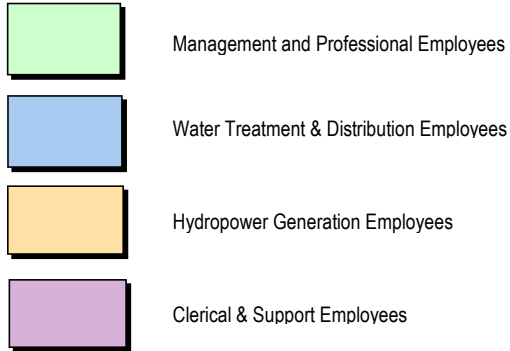 Management and Professional Employees
Water Treatment & Distribution Employees
Hydropower Generation Employees
Clerical & Support Employees